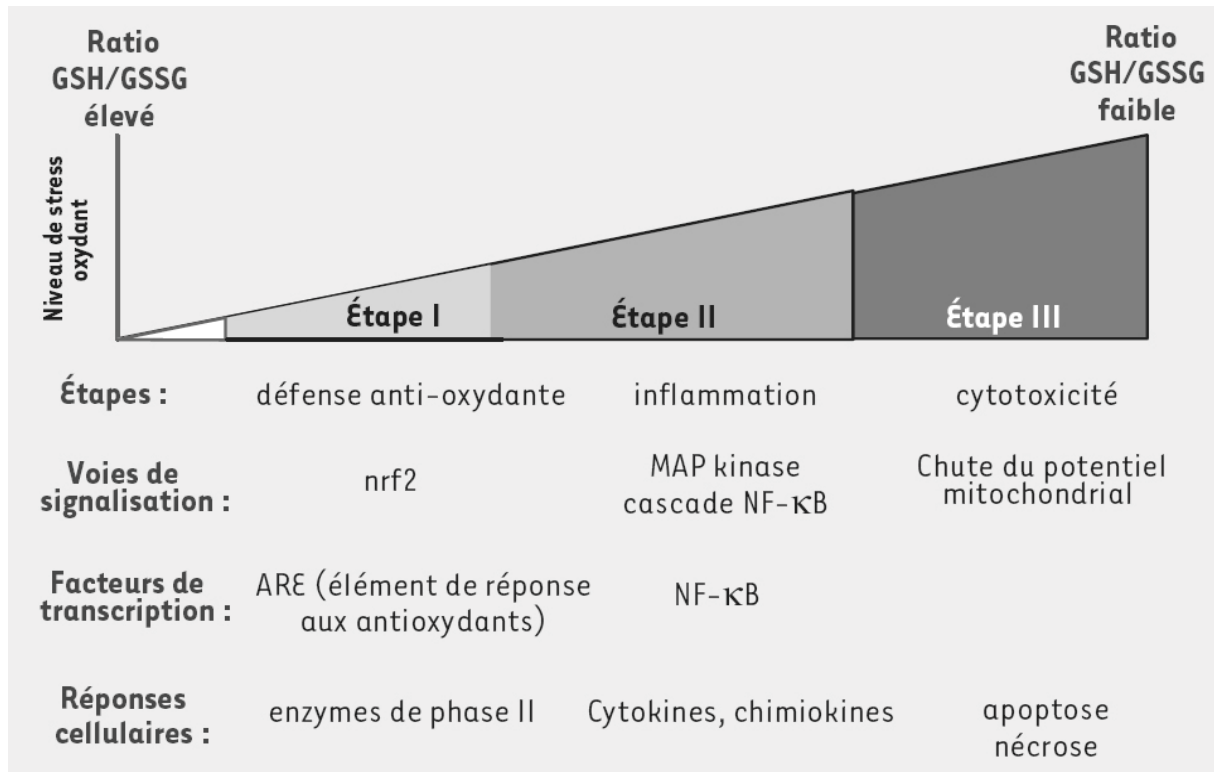 Ratio
GSH/GSSG
élevé
Ratio
GSH/GSSG
faible
Niveau de stress
oxydant
Étape I
Étape II
Étape III
Étapes :
défense anti-oxydante
inflammation
cytotoxicité
Voies de
signalisation :
nrf2
MAP kinase
cascade NF-κB
Chute du potentiel
mitochondrial
Facteurs de
transcription :
ARE (élément de réponse
aux antioxydants)
NF-κB
Réponses
cellulaires :
enzymes de phase II
Cytokines, chimiokines
apoptose
nécrose